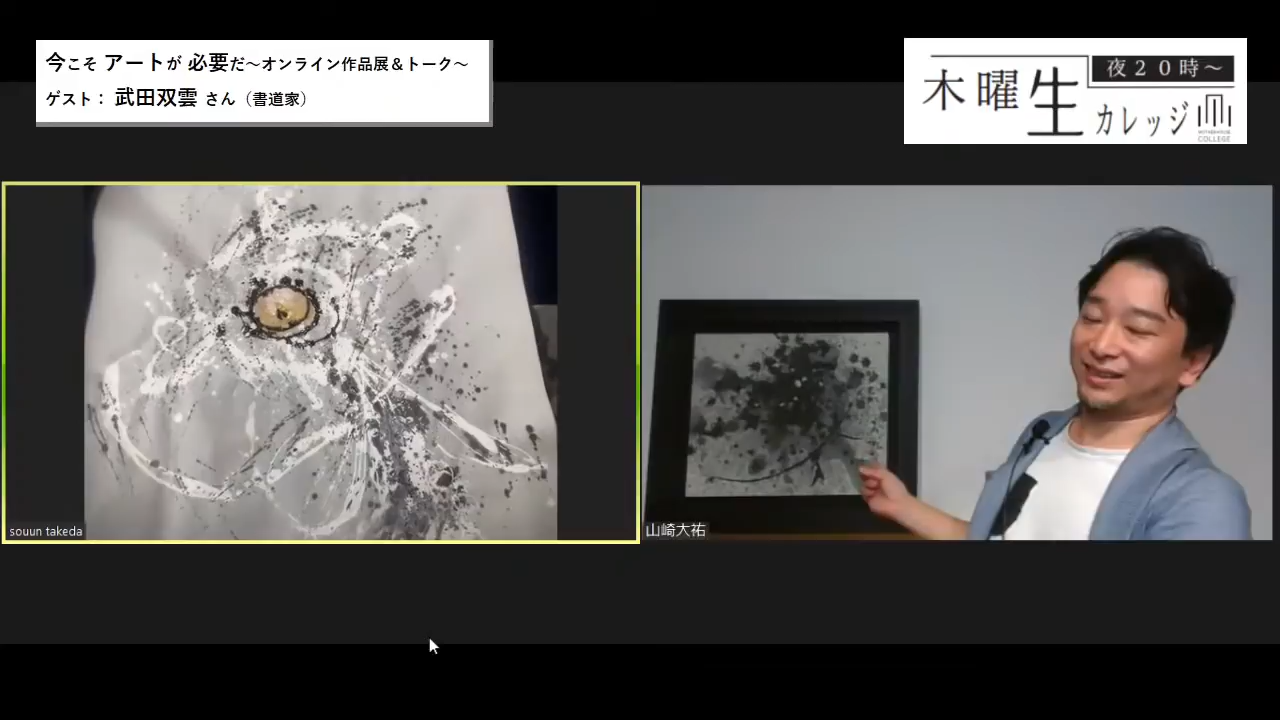 今こそ アートが 必要だ～オンライン作品展＆トーク～
ゲスト： 武田双雲 さん（書道家）
木曜生カレッジ
夜２０時～
MOTHERHOUSE
COLLEGE
souun takeda
山崎大祐